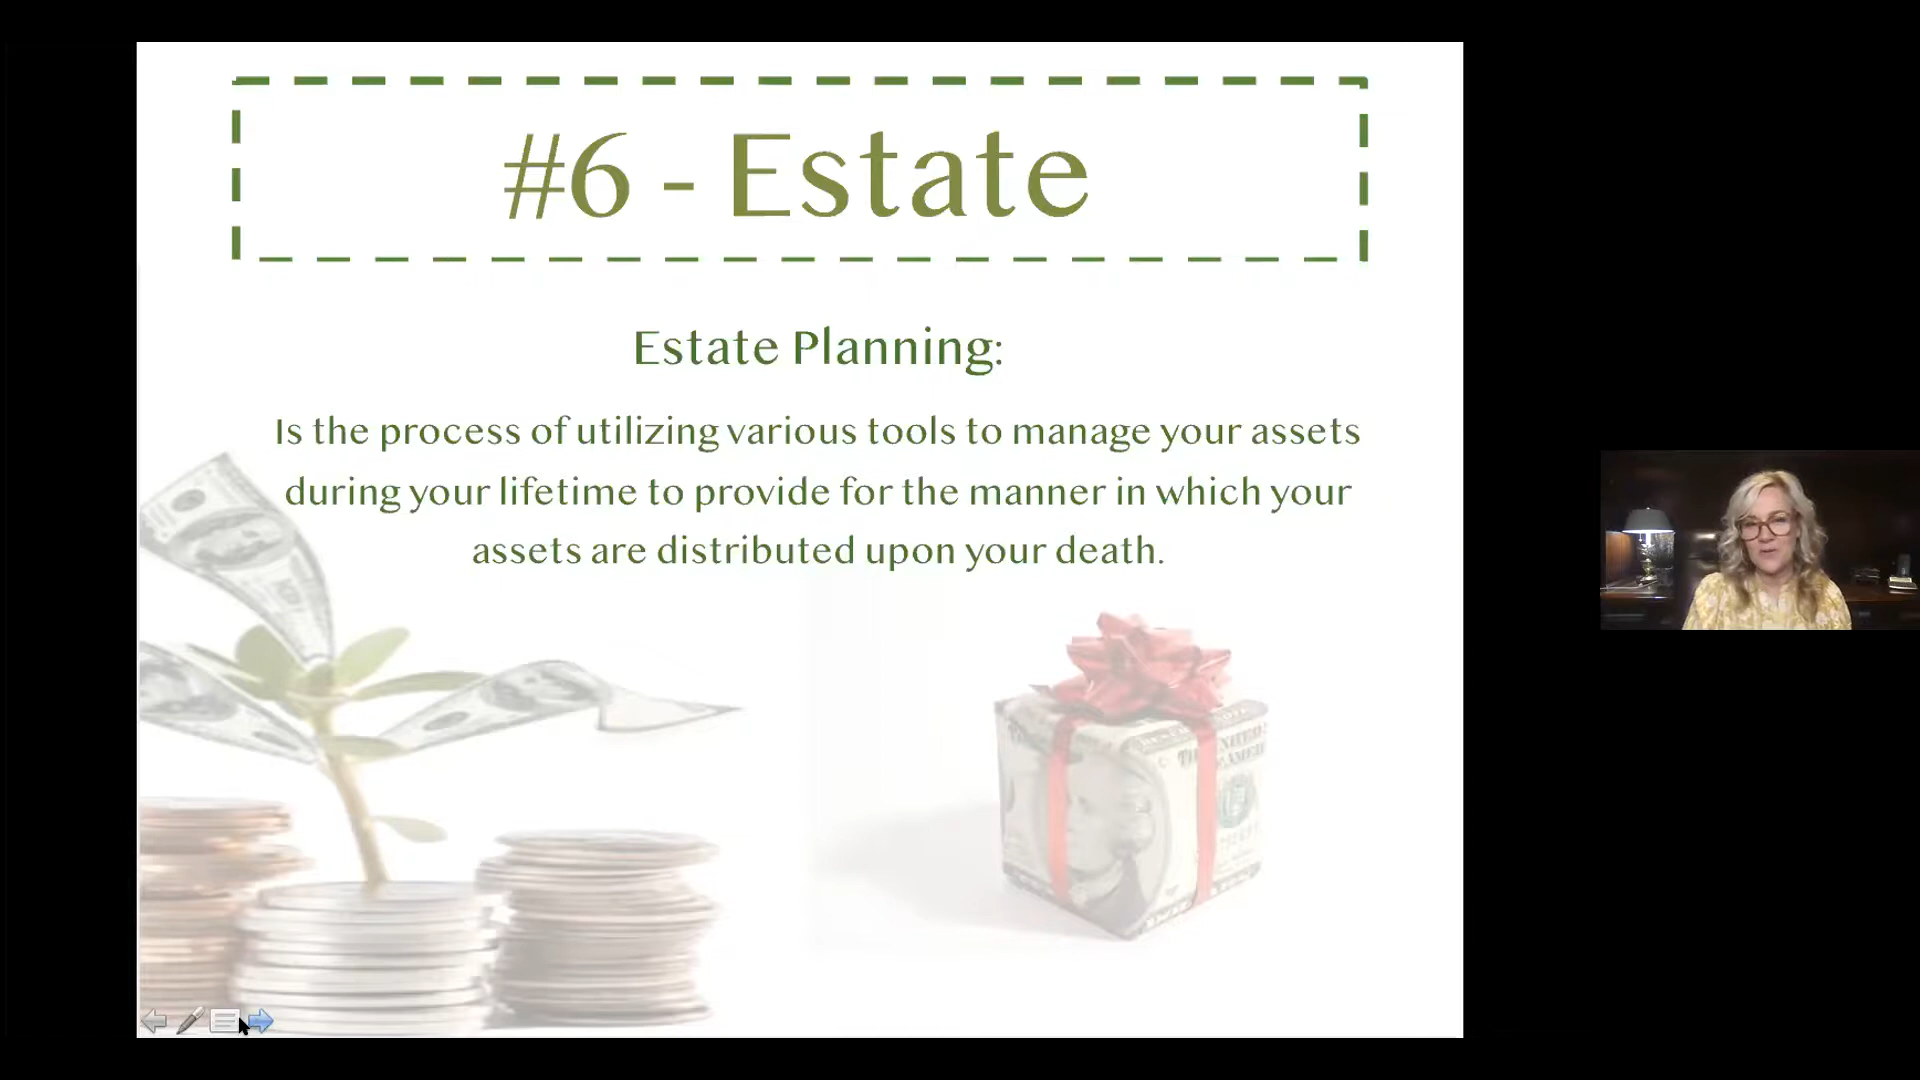 #6 - Estate
Estate Planning:
Is the process of utilizing various tools to manage your assets
during your lifetime to provide for the manner in which your
assets are distributed upon your death.